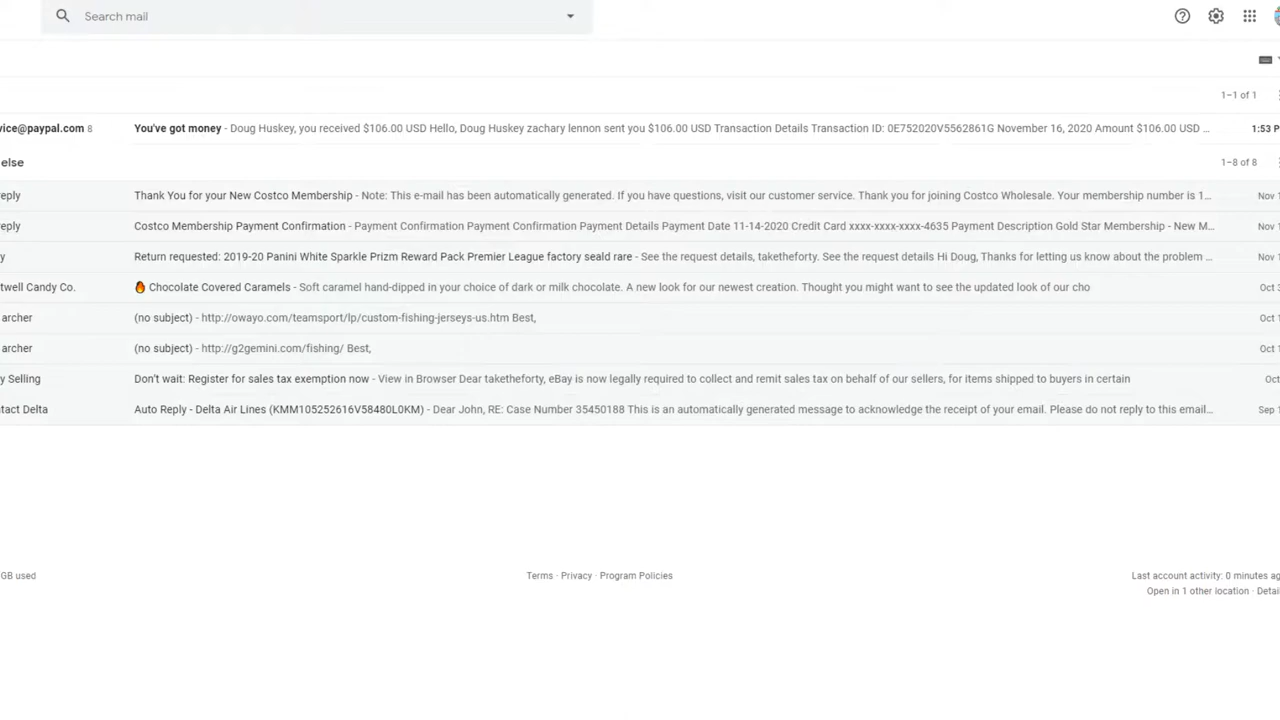 Search mail
1–1 of 1
vice@paypal.com 8 You've got money - Doug Huskey, you received $106.00 USD Hello, Doug Huskey zachary lennon sent you $106.00 USD Transaction Details Transaction ID: 0E752020V5562861G November 16, 2020 Amount $106.00 USD ... 1:53 P
else 1–8 of 8
reply Thank You for your New Costco Membership - Note: This e-mail has been automatically generated. If you have questions, visit our customer service. Thank you for joining Costco Wholesale. Your membership number is 1... Nov 1
reply Costco Membership Payment Confirmation - Payment Confirmation Payment Confirmation Payment Details Payment Date 11-14-2020 Credit Card xxxx-xxxx-xxxx-4635 Payment Description Gold Star Membership - New M... Nov 1
y Return requested: 2019-20 Panini White Sparkle Prizm Reward Pack Premier League factory seald rare - See the request details, taketheforty. See the request details Hi Doug, Thanks for letting us know about the problem ... Nov 1
twell Candy Co. 🔥 Chocolate Covered Caramels - Soft caramel hand-dipped in your choice of dark or milk chocolate. A new look for our newest creation. Thought you might want to see the updated look of our cho Oct 3
archer (no subject) - http://owayo.com/teamsport/lp/custom-fishing-jerseys-us.htm Best, Oct 1
archer (no subject) - http://g2gemini.com/fishing/ Best, Oct 1
y Selling Don't wait: Register for sales tax exemption now - View in Browser Dear taketheforty, eBay is now legally required to collect and remit sales tax on behalf of our sellers, for items shipped to buyers in certain Oct
tact Delta Auto Reply - Delta Air Lines (KMM105252616V58480L0KM) - Dear John, RE: Case Number 35450188 This is an automatically generated message to acknowledge the receipt of your email. Please do not reply to this email... Sep 1
GB used Terms · Privacy · Program Policies Last account activity: 0 minutes ag
Open in 1 other location · Detai